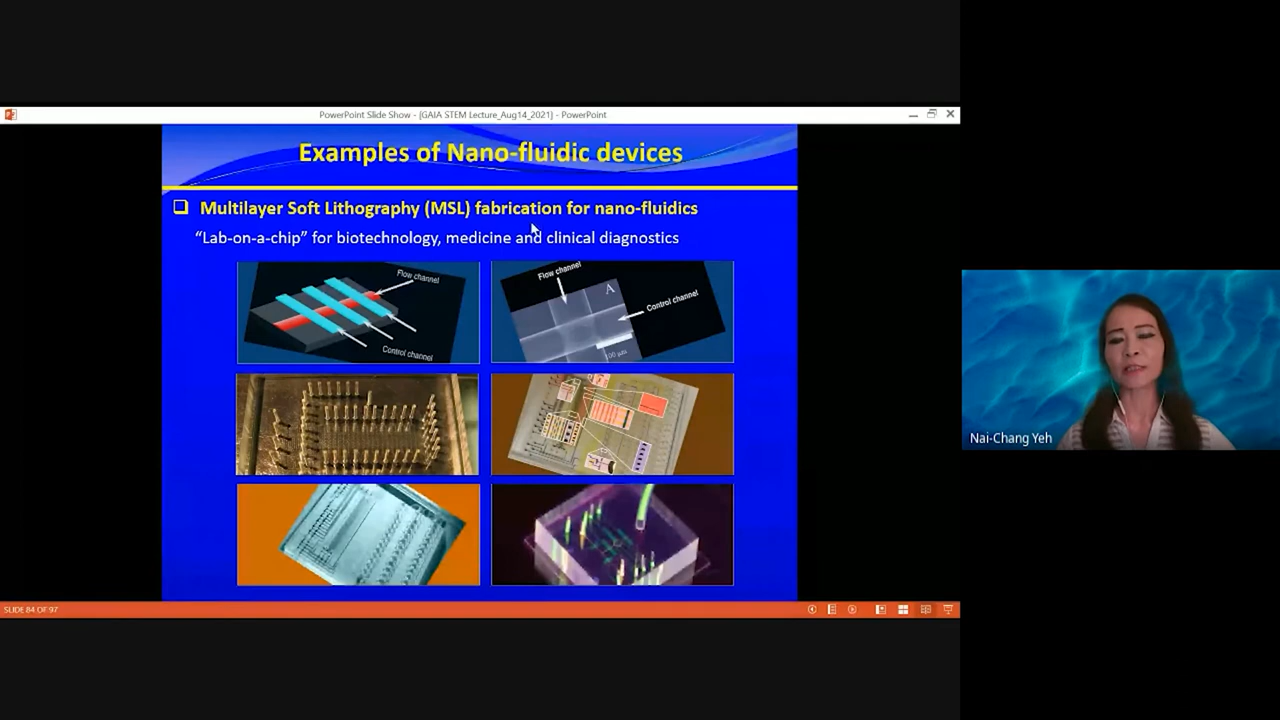 PowerPoint Slide Show - [GAIA STEM Lecture_Aug14_2021] - PowerPoint
Examples of Nano-fluidic devices
Multilayer Soft Lithography (MSL) fabrication for nano-fluidics
“Lab-on-a-chip” for biotechnology, medicine and clinical diagnostics
Flow channel
Control channel
Flow channel
A
Control channel
100 μm
Nai-Chang Yeh
SLIDE 84 OF 97